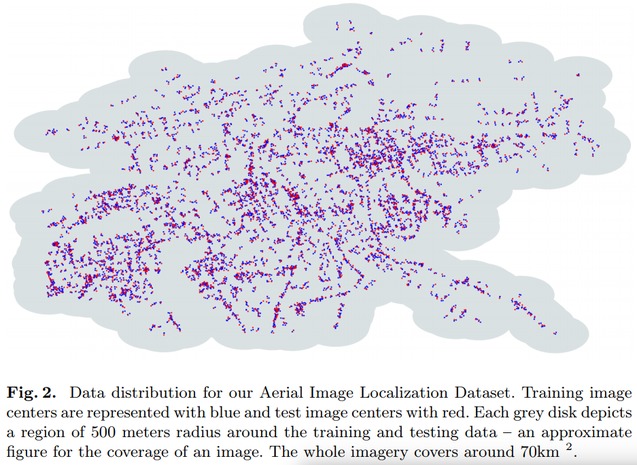 Fig. 2. Data distribution for our Aerial Image Localization Dataset. Training image
centers are represented with blue and test image centers with red. Each grey disk depicts
a region of 500 meters radius around the training and testing data – an approximate
figure for the coverage of an image. The whole imagery covers around 70km ².